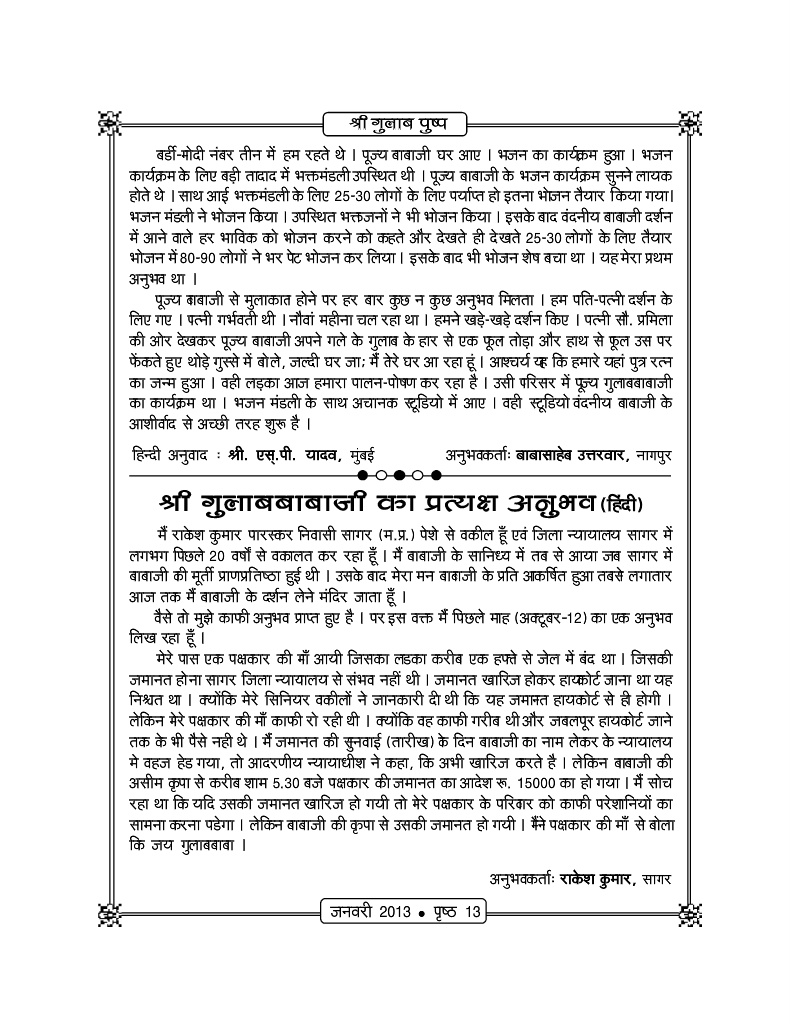 श्री गुलाब पुष्प
बर्डी-मोदी नंबर तीन में हम रहते थे । पूज्य बाबाजी घर आए । भजन का कार्यक्रम हुआ । भजन
कार्यक्रम के लिए बड़ी तादाद में भक्तमंडली उपस्थित थी । पूज्य बाबाजी के भजन कार्यक्रम सुनने लायक
होते थे । साथ आई भक्तमंडली के लिए 25-30 लोगों के लिए पर्याप्त हो इतना भोजन तैयार किया गया।
भजन मंडली ने भोजन किया । उपस्थित भक्तजनों ने भी भोजन किया । इसके बाद वंदनीय बाबाजी दर्शन
में आने वाले हर भाविक को भोजन करने को कहते और देखते ही देखते 25-30 लोगों के लिए तैयार
भोजन में 80-90 लोगों ने भर पेट भोजन कर लिया । इसके बाद भी भोजन शेष बचा था । यह मेरा प्रथम
अनुभव था ।
पूज्य बाबाजी से मुलाकात होने पर हर बार कुछ न कुछ अनुभव मिलता । हम पति-पत्नी दर्शन के
लिए गए । पत्नी गर्भवती थी । नौवां महीना चल रहा था । हमने खड़े-खड़े दर्शन किए । पत्नी सौ. प्रमिला
की ओर देखकर पूज्य बाबाजी अपने गले के गुलाब के हार से एक फूल तोड़ा और हाथ से फूल उस पर
फेंकते हुए थोड़े गुस्से में बोले, जल्दी घर जा; मैं तेरे घर आ रहा हूं । आश्चर्य यह कि हमारे यहां पुत्र रत्न
का जन्म हुआ । वही लड़का आज हमारा पालन-पोषण कर रहा है । उसी परिसर में पूज्य गुलाबबाबाजी
का कार्यक्रम था । भजन मंडली के साथ अचानक स्टूडियो में आए । वही स्टूडियो वंदनीय बाबाजी के
आशीर्वाद से अच्छी तरह शुरू है ।
हिन्दी अनुवाद : श्री. एस्.पी. यादव, मुंबई अनुभवकर्ताः बाबासाहेब उत्तरवार, नागपुर
श्री गुलाबबाबाजी का प्रत्यक्ष अनुभव (हिंदी)
मैं राकेश कुमार पारस्कर निवासी सागर (म.प्र.) पेशे से वकील हूँ एवं जिला न्यायालय सागर में
लगभग पिछले 20 वर्षों से वकालत कर रहा हूँ । मैं बाबाजी के सानिध्य में तब से आया जब सागर में
बाबाजी की मूर्ती प्राणप्रतिष्ठा हुई थी । उसके बाद मेरा मन बाबाजी के प्रति आकर्षित हुआ तबसे लगातार
आज तक मैं बाबाजी के दर्शन लेने मंदिर जाता हूँ ।
वैसे तो मुझे काफी अनुभव प्राप्त हुए है । पर इस वक्त मैं पिछले माह (अक्टूबर-12) का एक अनुभव
लिख रहा हूँ ।
मेरे पास एक पक्षकार की माँ आयी जिसका लडका करीब एक हफ्ते से जेल में बंद था । जिसकी
जमानत होना सागर जिला न्यायालय से संभव नहीं थी । जमानत खारिज होकर हायकोर्ट जाना था यह
निश्चत था । क्योंकि मेरे सिनियर वकीलों ने जानकारी दी थी कि यह जमानत हायकोर्ट से ही होगी ।
लेकिन मेरे पक्षकार की माँ काफी रो रही थी । क्योंकि वह काफी गरीब थी और जबलपूर हायकोर्ट जाने
तक के भी पैसे नही थे । मैं जमानत की सुनवाई (तारीख) के दिन बाबाजी का नाम लेकर के न्यायालय
मे वहज हेड गया, तो आदरणीय न्यायाधीश ने कहा, कि अभी खारिज करते है । लेकिन बाबाजी की
असीम कृपा से करीब शाम 5.30 बजे पक्षकार की जमानत का आदेश रू. 15000 का हो गया । मैं सोच
रहा था कि यदि उसकी जमानत खारिज हो गयी तो मेरे पक्षकार के परिवार को काफी परेशानियों का
सामना करना पडेगा । लेकिन बाबाजी की कृपा से उसकी जमानत हो गयी । मैंने पक्षकार की माँ से बोला
कि जय गुलाबबाबा ।
अनुभवकर्ताः राकेश कुमार, सागर
जनवरी 2013 ● पृष्ठ 13